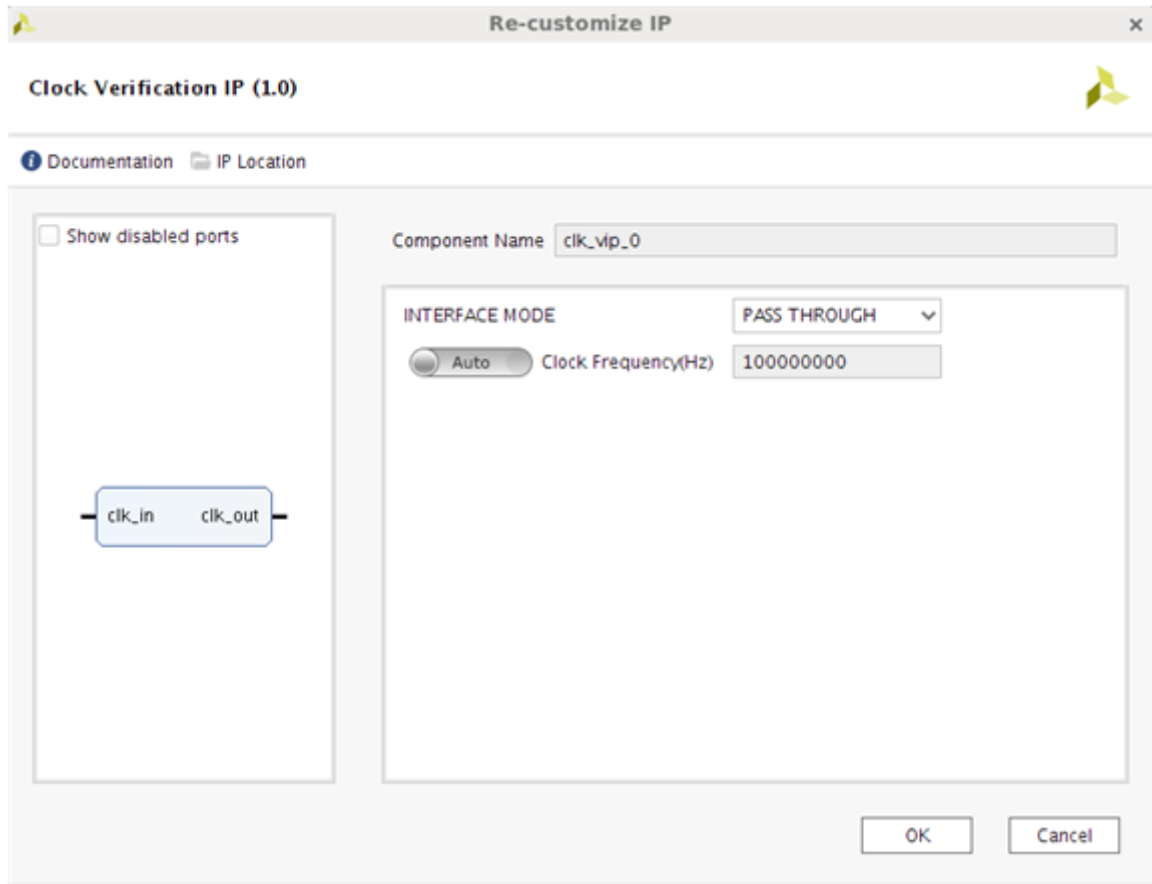 Re-customize IP
Clock Verification IP (1.0)
Documentation IP Location
Show disabled ports
Component Name clk_vip_0
INTERFACE MODE PASS THROUGH
Auto Clock Frequency(Hz) 100000000
clk_in clk_out
OK Cancel